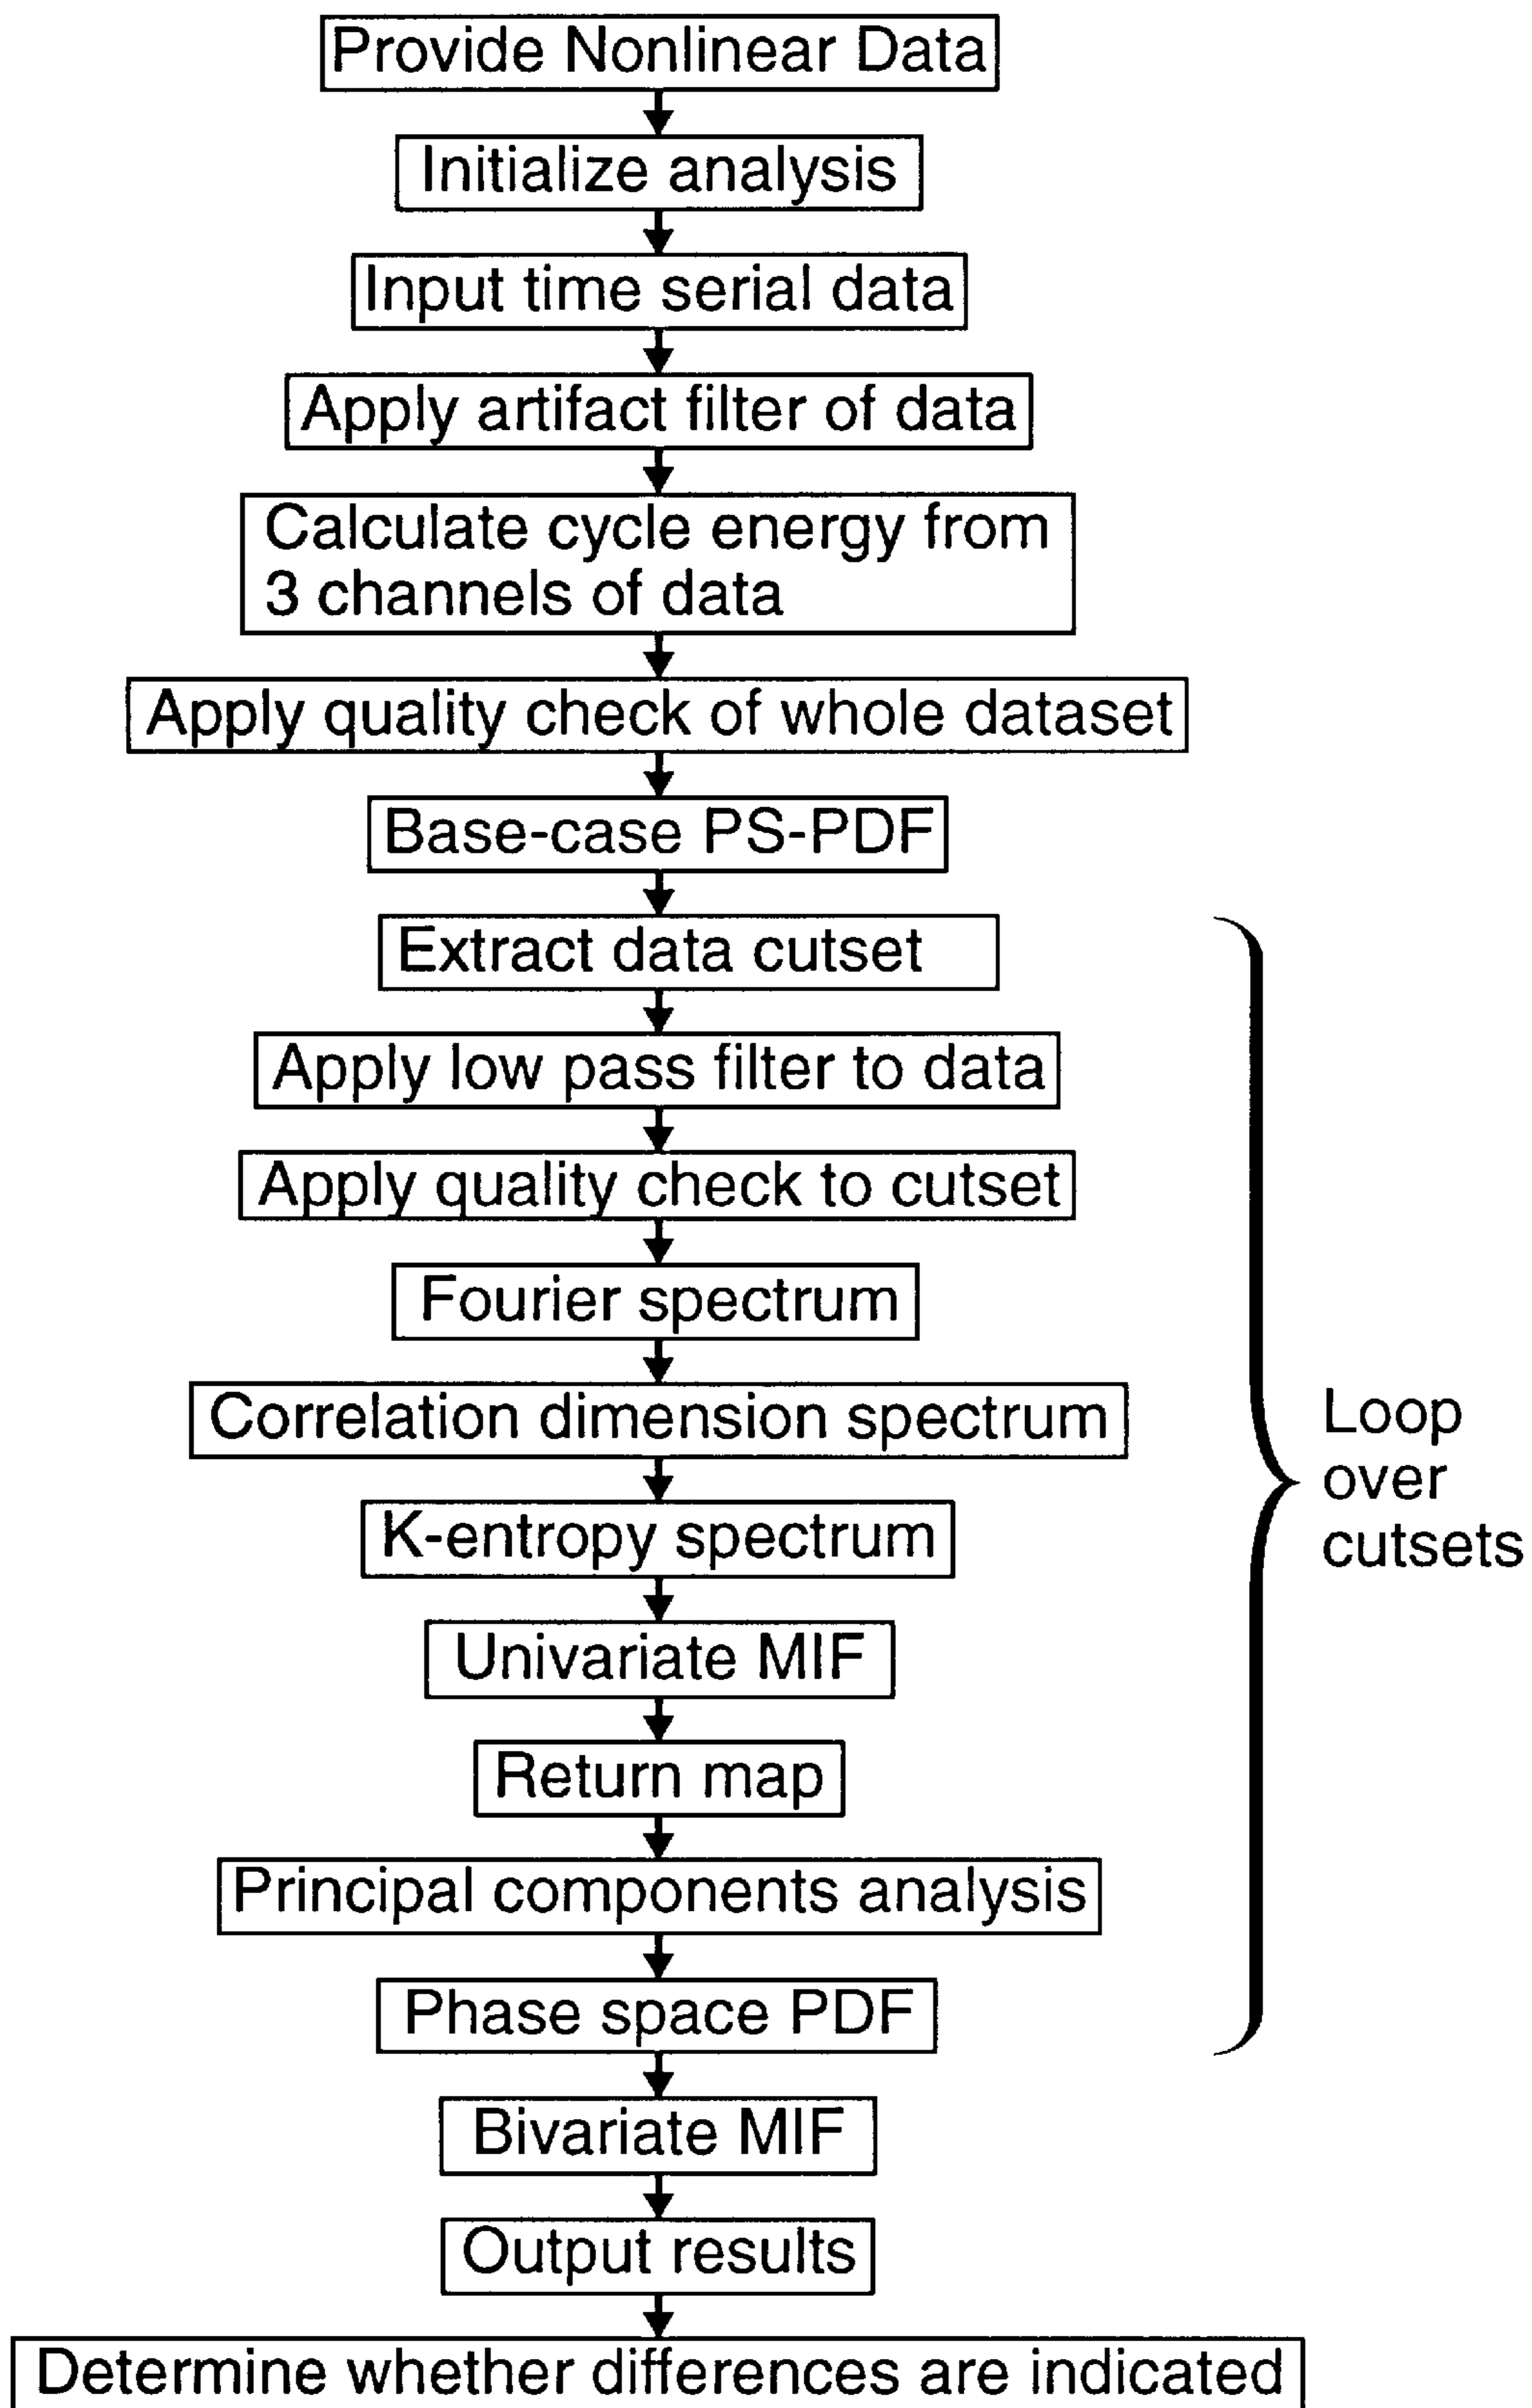 Provide Nonlinear Data
Initialize analysis
Input time serial data
Apply artifact filter of data
Calculate cycle energy from
3 channels of data
Apply quality check of whole dataset
Base-case PS-PDF
Extract data cutset
Apply low pass filter to data
Apply quality check to cutset
Fourier spectrum
Correlation dimension spectrum
K-entropy spectrum
Univariate MIF
Return map
Principal components analysis
Phase space PDF
Loop
over
cutsets
Bivariate MIF
Output results
Determine whether differences are indicated